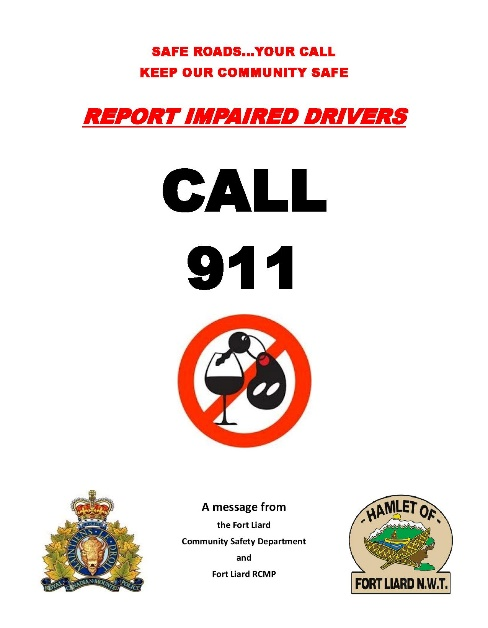 SAFE ROADS...YOUR CALL
KEEP OUR COMMUNITY SAFE
REPORT IMPAIRED DRIVERS
CALL
911
A message from
the Fort Liard
Community Safety Department
and
Fort Liard RCMP
- HAMLET OF -
FORT LIARD N.W.T.